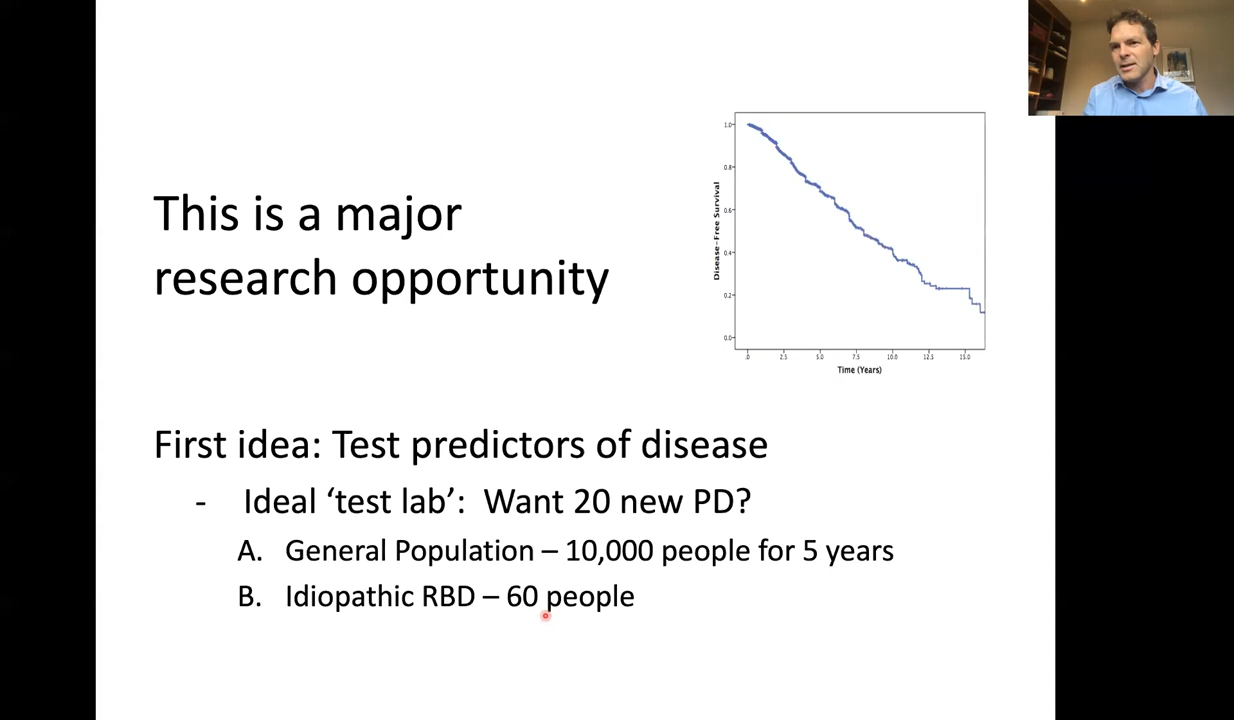 This is a major
research opportunity
1.0
0.8
0.6
0.4
0.2
0.0
Disease-Free Survival
.0 2.5 5.0 7.5 10.0 12.5 15.0
Time (Years)
First idea: Test predictors of disease
- Ideal ‘test lab’: Want 20 new PD?
A. General Population – 10,000 people for 5 years
B. Idiopathic RBD – 60 people